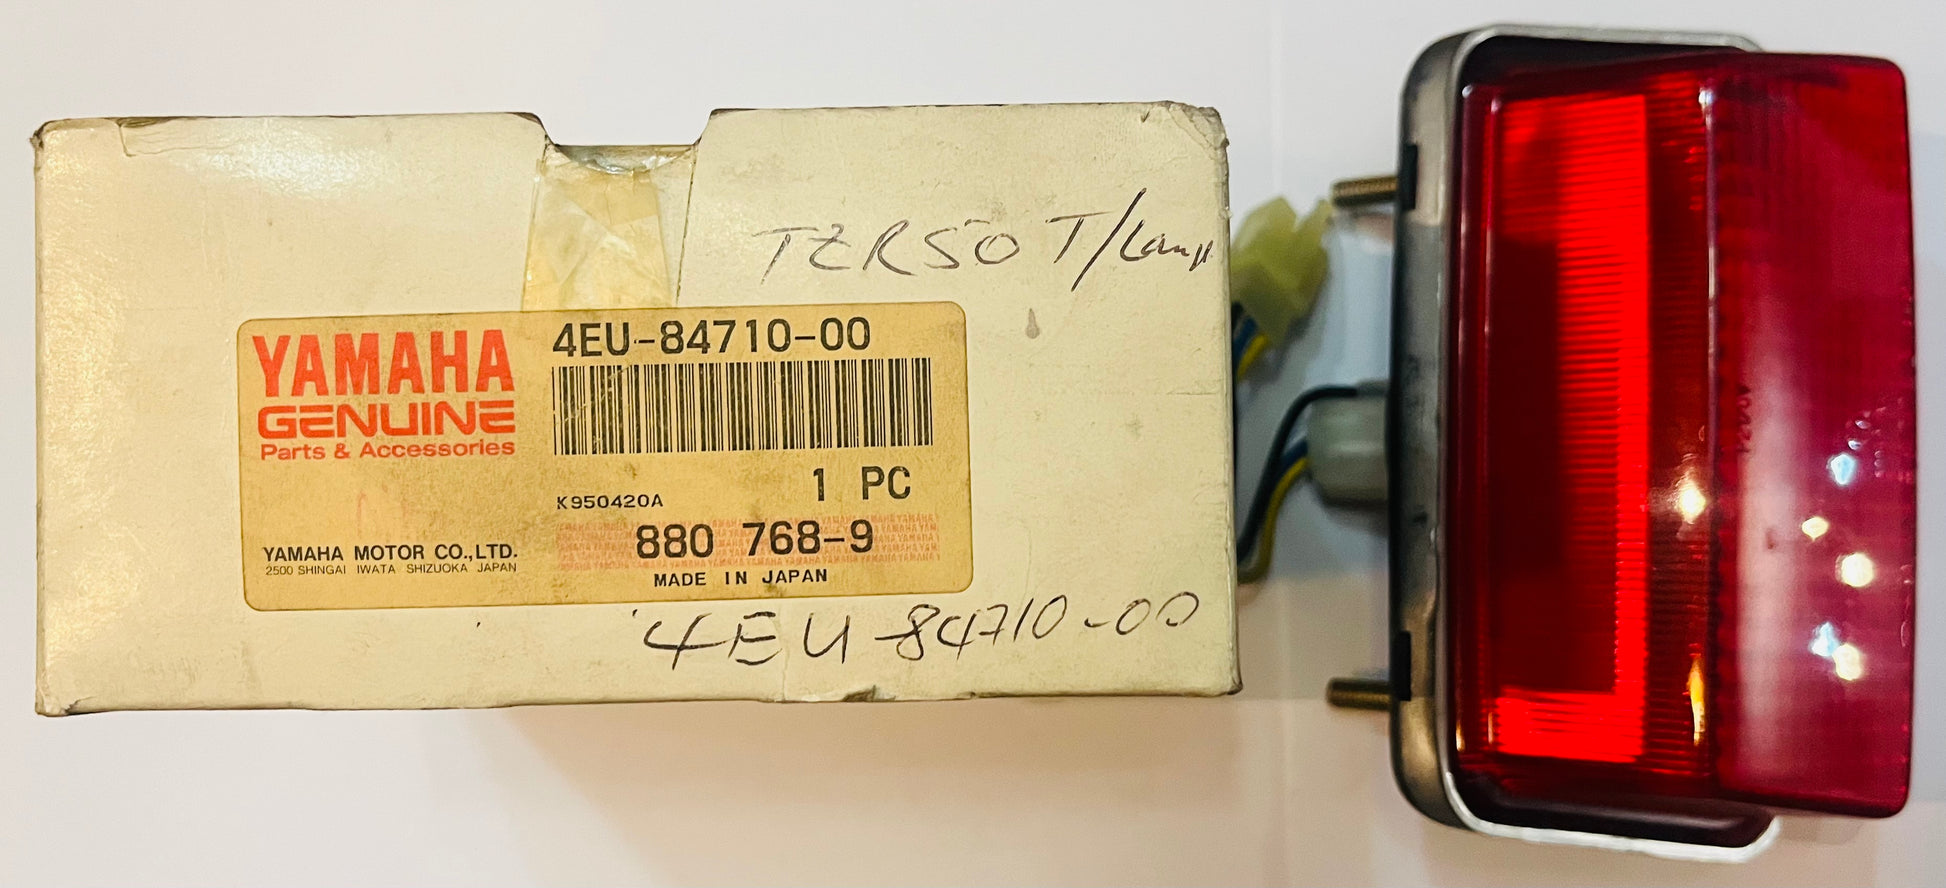 TZR50 T/Lamp
YAMAHA
GENUINE
Parts & Accessories
YAMAHA MOTOR CO.,LTD.
2500 SHINGAI IWATA SHIZUOKA JAPAN
4EU-84710-00
1 PC
K950420A
880 768-9
MADE IN JAPAN
4EU-84710-00